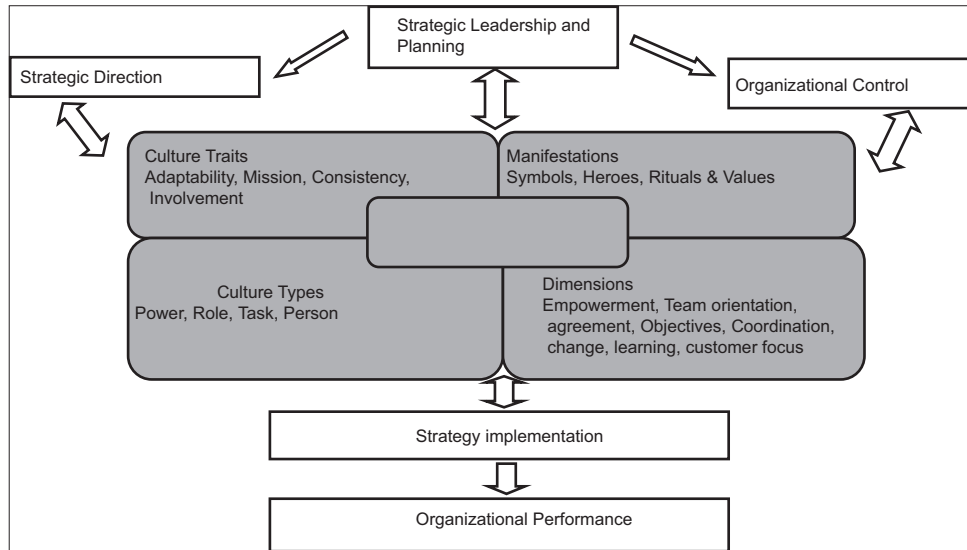 Strategic Leadership and
Planning
Strategic Direction
Organizational Control
Culture Traits
Adaptability, Mission, Consistency,
Involvement
Manifestations
Symbols, Heroes, Rituals & Values
Culture Types
Power, Role, Task, Person
Dimensions
Empowerment, Team orientation,
agreement, Objectives, Coordination,
change, learning, customer focus
Strategy implementation
Organizational Performance